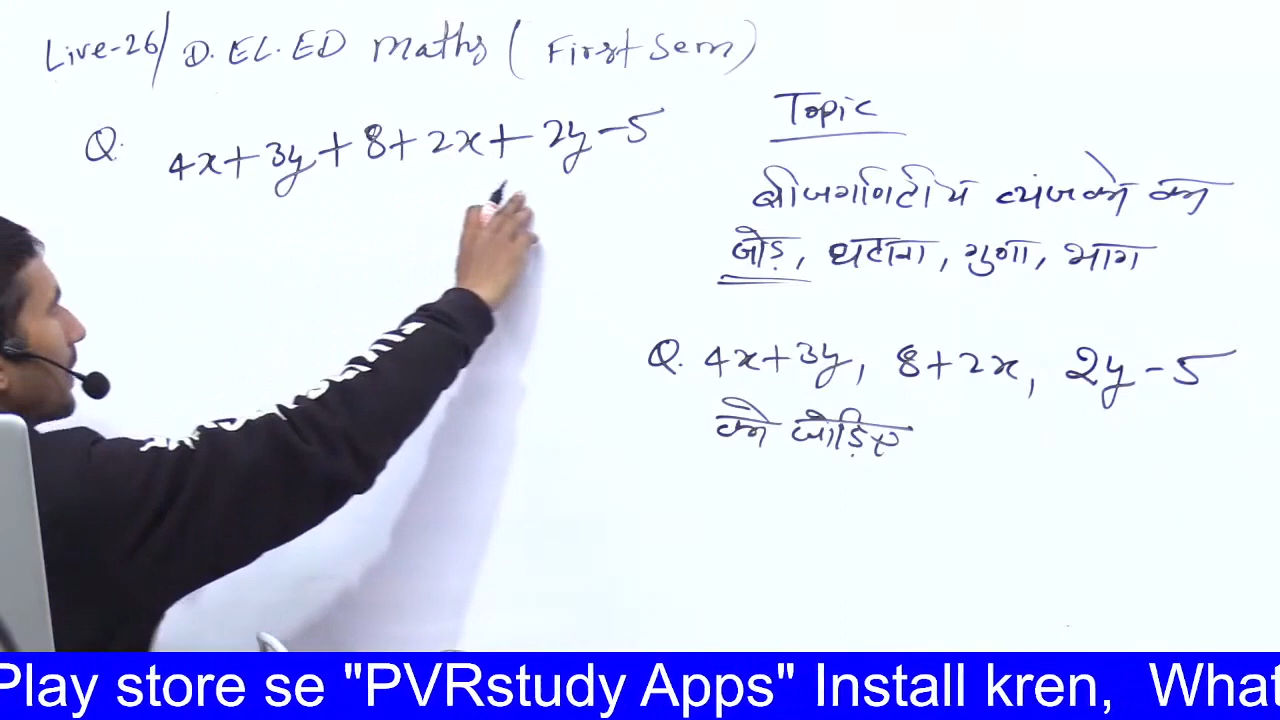 Live-26/ D.EL.ED Maths ( First Sem )
Q. 4x+3y+8+2x+2y-5
Topic
बीजगणितीय व्यंजको का
जोड़, घटाना, गुणा, भाग
Q. 4x+3y, 8+2x, 2y-5
को जोड़िए
Play store se "PVRstudy Apps" Install kren, What